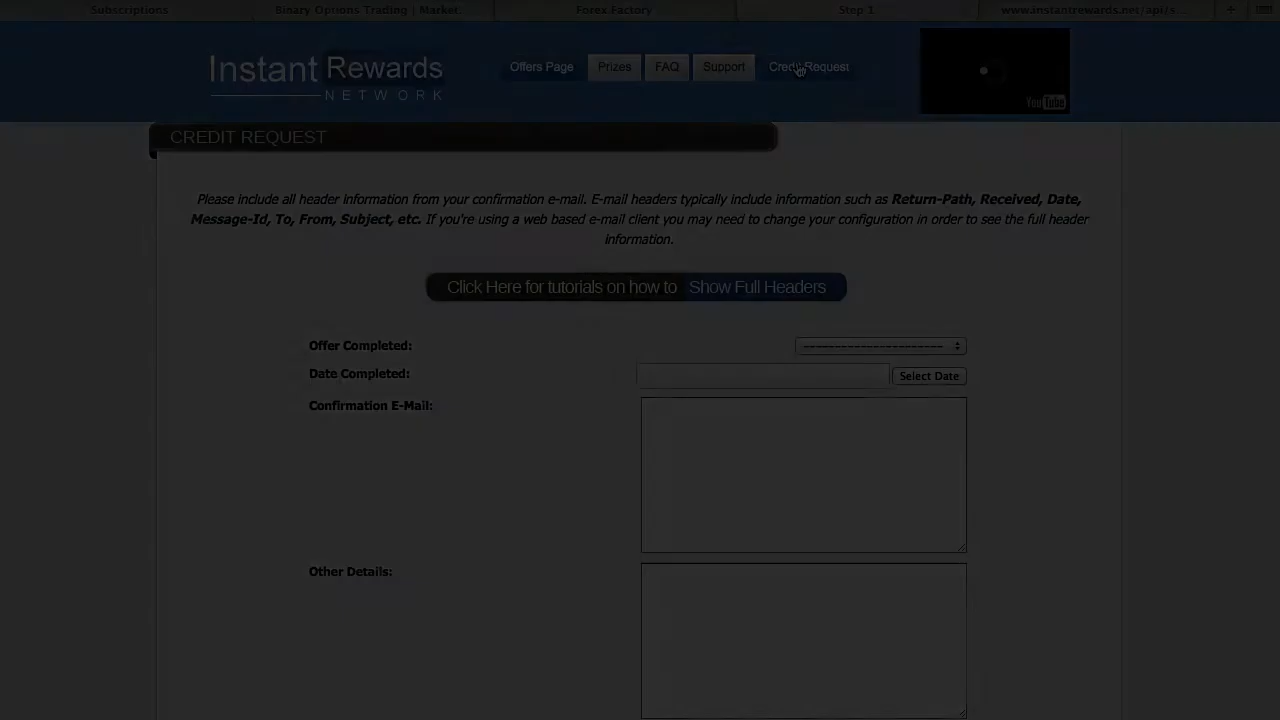 Subscriptions
Binary Options Trading | Market
Forex Factory
Step 1
www.instantrewards.net/api/s...
+
Instant Rewards
NETWORK
Offers Page
Prizes
FAQ
Support
Credit Request
YouTube
CREDIT REQUEST
Please include all header information from your confirmation e-mail. E-mail headers typically include information such as Return-Path, Received, Date,
Message-Id, To, From, Subject, etc. If you're using a web based e-mail client you may need to change your configuration in order to see the full header
information.
Click Here for tutorials on how to Show Full Headers
Offer Completed:
----------------------
Date Completed:
Select Date
Confirmation E-Mail:
Other Details: